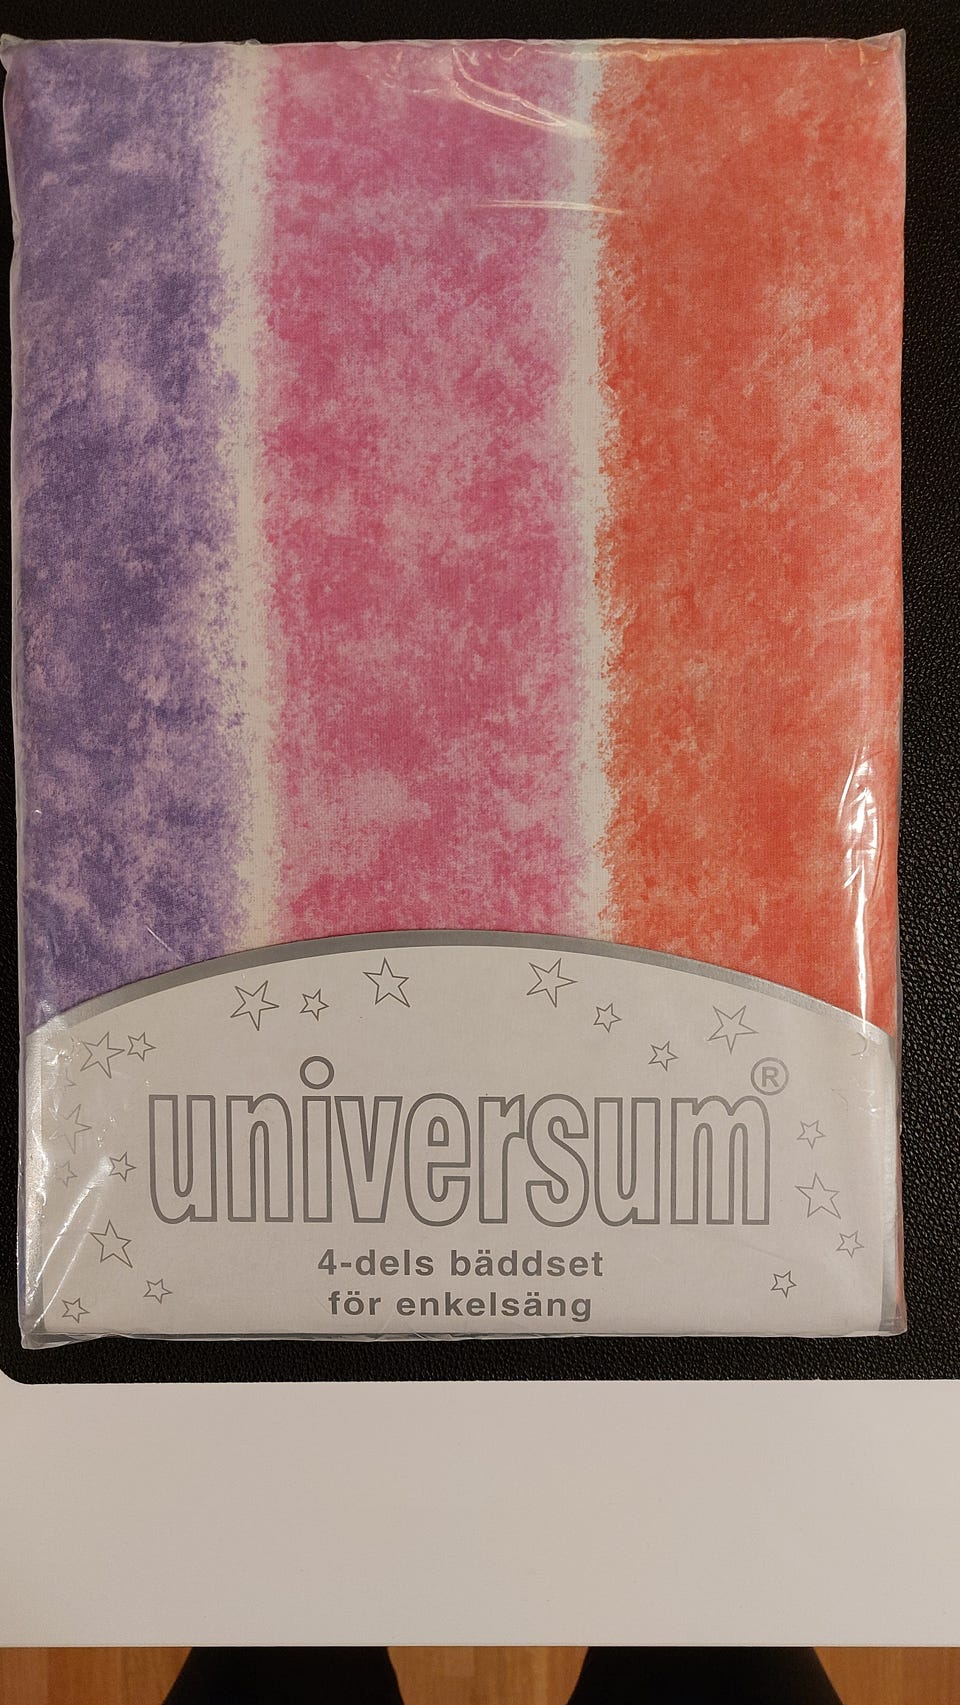 universum®
4-dels bäddset
för enkelsäng